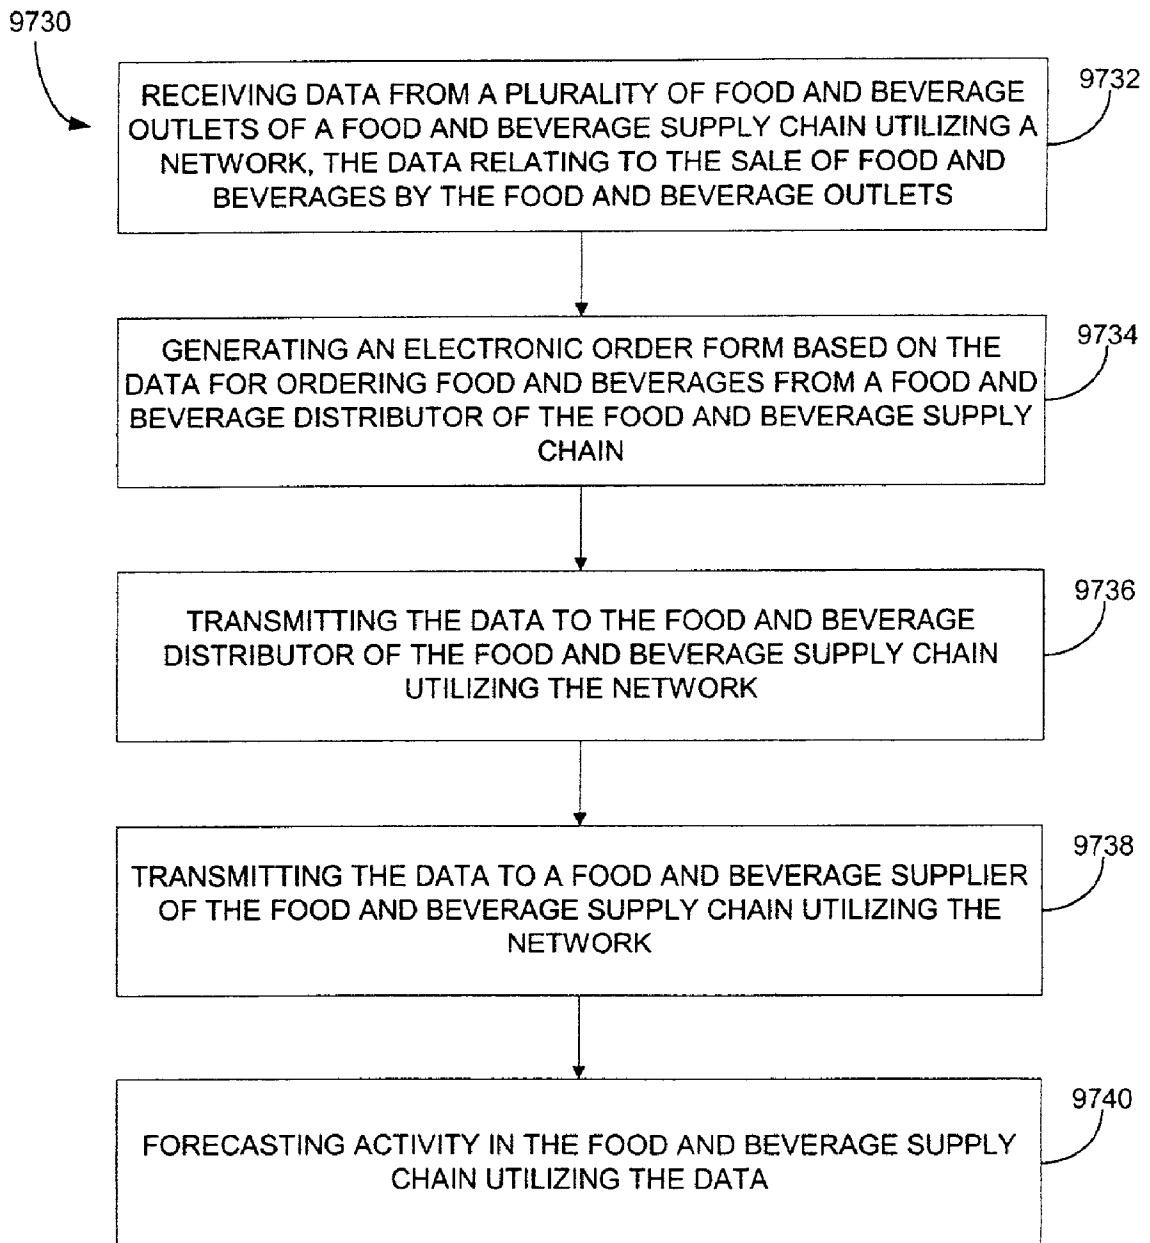 9730
9732
RECEIVING DATA FROM A PLURALITY OF FOOD AND BEVERAGE
OUTLETS OF A FOOD AND BEVERAGE SUPPLY CHAIN UTILIZING A
NETWORK, THE DATA RELATING TO THE SALE OF FOOD AND
BEVERAGES BY THE FOOD AND BEVERAGE OUTLETS
9734
GENERATING AN ELECTRONIC ORDER FORM BASED ON THE
DATA FOR ORDERING FOOD AND BEVERAGES FROM A FOOD AND
BEVERAGE DISTRIBUTOR OF THE FOOD AND BEVERAGE SUPPLY
CHAIN
9736
TRANSMITTING THE DATA TO THE FOOD AND BEVERAGE
DISTRIBUTOR OF THE FOOD AND BEVERAGE SUPPLY CHAIN
UTILIZING THE NETWORK
9738
TRANSMITTING THE DATA TO A FOOD AND BEVERAGE SUPPLIER
OF THE FOOD AND BEVERAGE SUPPLY CHAIN UTILIZING THE
NETWORK
9740
FORECASTING ACTIVITY IN THE FOOD AND BEVERAGE SUPPLY
CHAIN UTILIZING THE DATA